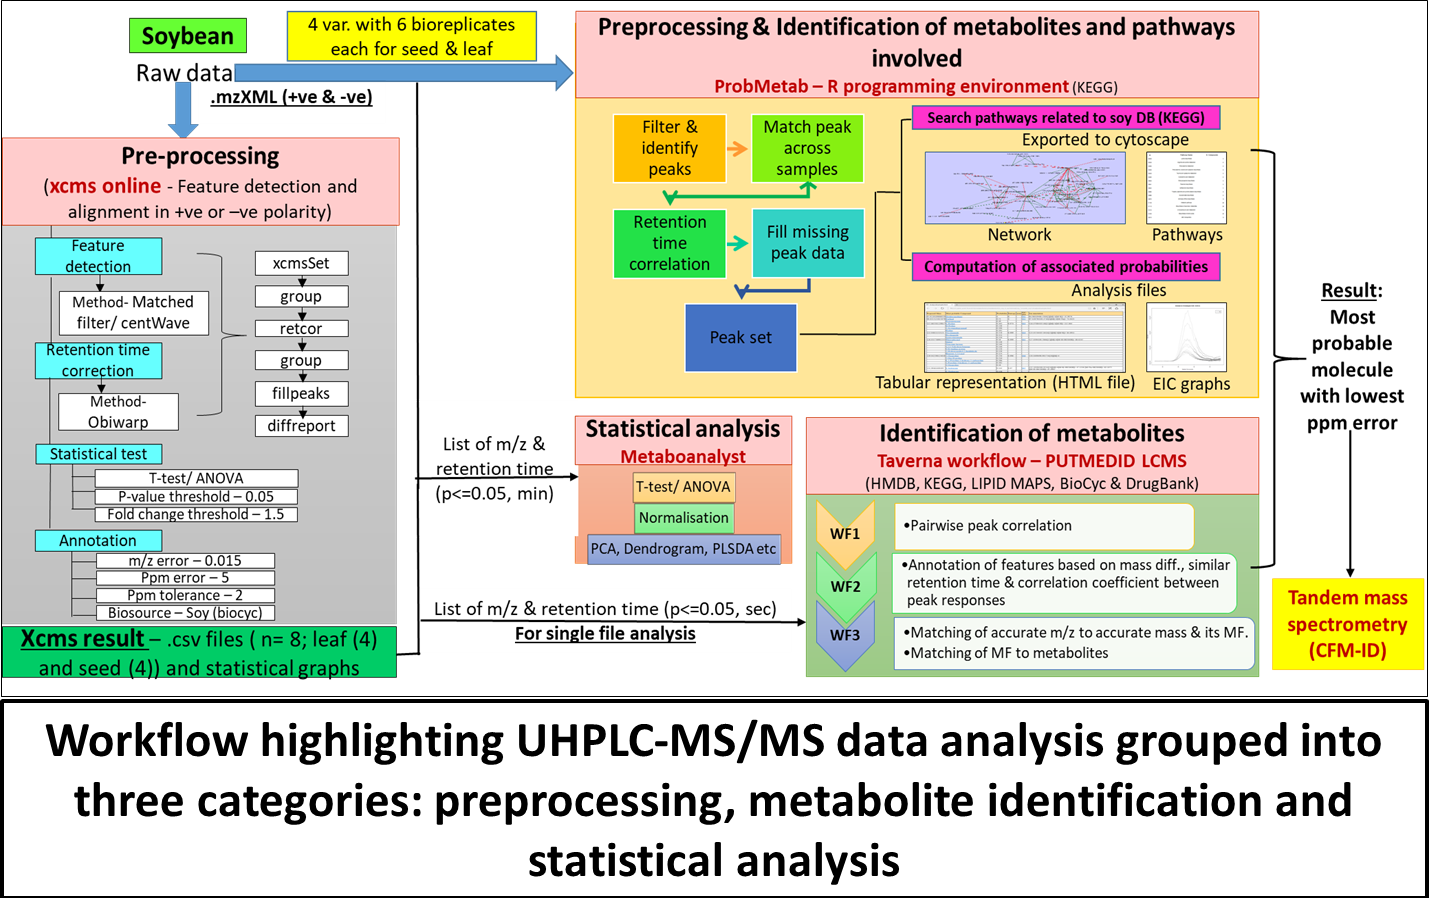 Soybean
Raw data
.mzXML (+ve & -ve)
4 var. with 6 bioreplicates
each for seed & leaf
Pre-processing
(xcms online - Feature detection and
alignment in +ve or –ve polarity)
Feature
detection
Method- Matched
filter/ centWave
Retention time
correction
Method-
Obiwarp
xcmsSet
group
retcor
group
fillpeaks
diffreport
Statistical test
T-test/ ANOVA
P-value threshold – 0.05
Fold change threshold – 1.5
Annotation
m/z error – 0.015
Ppm error – 5
Ppm tolerance – 2
Biosource – Soy (biocyc)
Xcms result – .csv files ( n= 8; leaf (4)
and seed (4)) and statistical graphs
Preprocessing & Identification of metabolites and pathways
involved
ProbMetab – R programming environment (KEGG)
Filter &
identify
peaks
Match peak
across
samples
Retention
time
correlation
Fill missing
peak data
Peak set
Search pathways related to soy DB (KEGG)
Exported to cytoscape
Network
Pathways
Computation of associated probabilities
Analysis files
Tabular representation (HTML file)
EIC graphs
List of m/z &
retention time
(p<=0.05, min)
Statistical analysis
Metaboanalyst
T-test/ ANOVA
Normalisation
PCA, Dendrogram, PLSDA etc
List of m/z & retention time (p<=0.05, sec)
For single file analysis
Identification of metabolites
Taverna workflow – PUTMEDID LCMS
(HMDB, KEGG, LIPID MAPS, BioCyc & DrugBank)
WF1
•Pairwise peak correlation
WF2
•Annotation of features based on mass diff., similar
retention time & correlation coefficient between
peak responses
WF3
•Matching of accurate m/z to accurate mass & its MF.
•Matching of MF to metabolites
Result:
Most
probable
molecule
with lowest
ppm error
Tandem mass
spectrometry
(CFM-ID)
Workflow highlighting UHPLC-MS/MS data analysis grouped into
three categories: preprocessing, metabolite identification and
statistical analysis